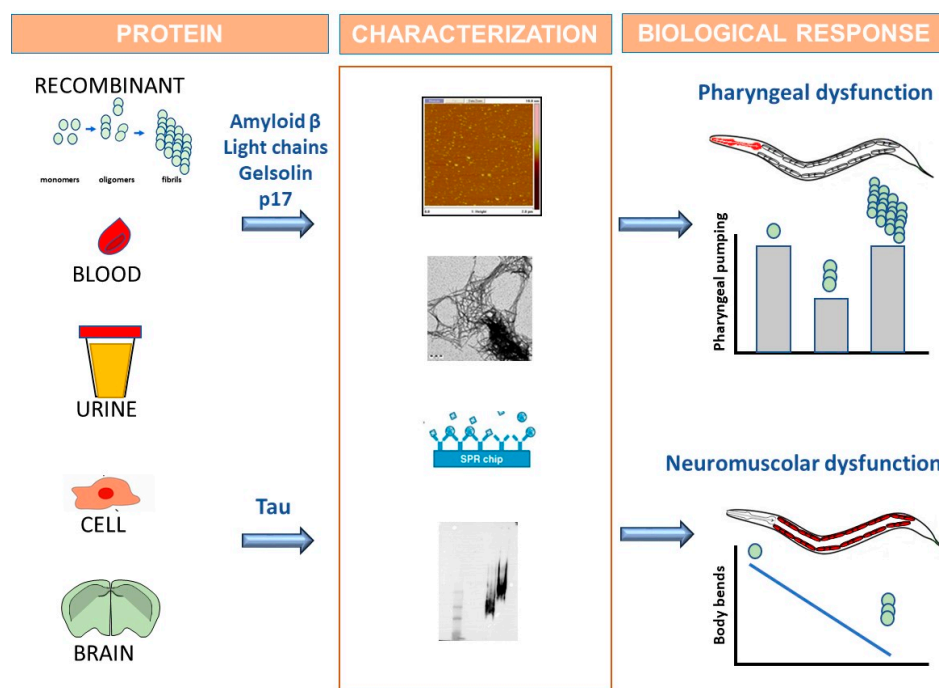 PROTEIN
CHARACTERIZATION
BIOLOGICAL RESPONSE
RECOMBINANT
monomers
oligomers
fibrils
BLOOD
URINE
CELL
BRAIN
Amyloid β
Light chains
Gelsolin
p17
Tau
SPR chip
Pharyngeal dysfunction
Pharyngeal pumping
Neuromuscolar dysfunction
Body bends